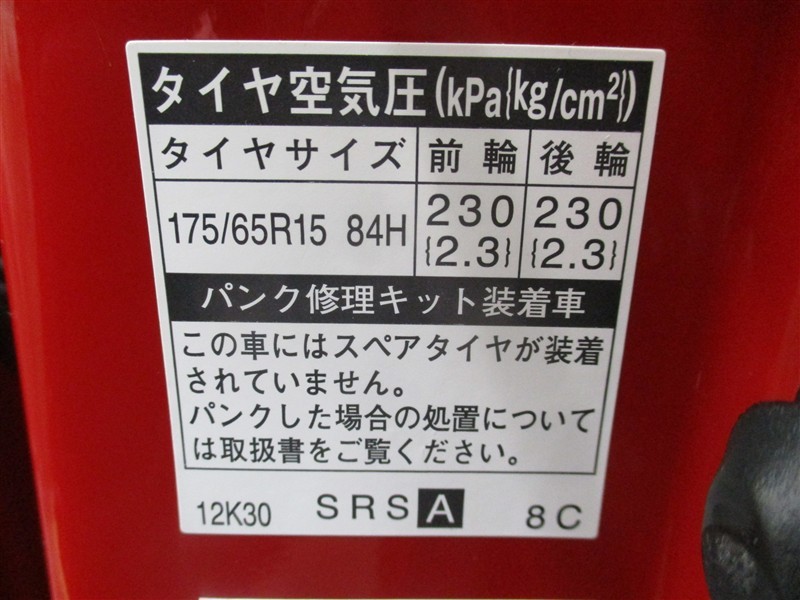 タイヤ空気圧(kPa{kg/cm²})
タイヤサイズ 前輪 後輪
175/65R15 84H 230 230
{2.3} {2.3}
パンク修理キット装着車
この車にはスペアタイヤが装着
されていません。
パンクした場合の処置について
は取扱書をご覧ください。
12K30 SRS A 8C